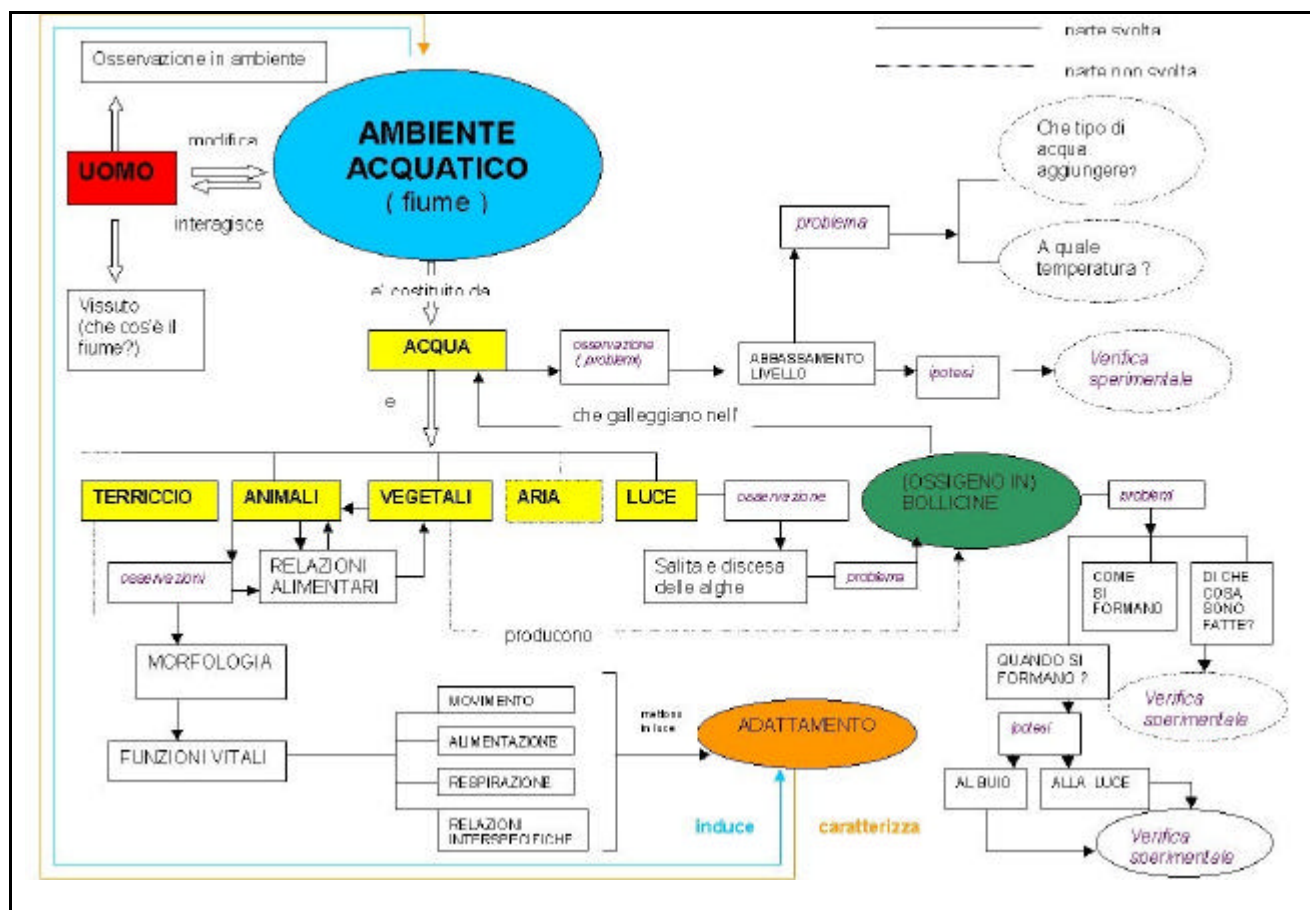 parte svolta
parte non svolta
Osservazione in ambiente
AMBIENTE
ACQUATICO
( fiume )
modifica
UOMO
interagisce
Vissuto
(che cos'è il
fiume?)
Che tipo di
acqua
aggiungere?
problema
A quale
temperatura ?
e' costituito da
ACQUA
osservazione
( problemi)
ABBASSAMENTO
LIVELLO
ipotesi
Verifica
sperimentale
e
che galleggiano nell'
TERRICCIO
ANIMALI
VEGETALI
ARIA
LUCE
osservazione
(OSSIGENO IN)
BOLLICINE
problemi
osservazioni
RELAZIONI
ALIMENTARI
Salita e discesa
delle alghe
problema
COME
SI
FORMANO
DI CHE
COSA
SONO
FATTE?
producono
MORFOLOGIA
QUANDO SI
FORMANO ?
Verifica
sperimentale
FUNZIONI VITALI
MOVIMENTO
ALIMENTAZIONE
RESPIRAZIONE
RELAZIONI
INTERSPECIFICHE
mettono
in luce
ADATTAMENTO
ipotesi
AL BUIO
ALLA LUCE
induce
caratterizza
Verifica
sperimentale